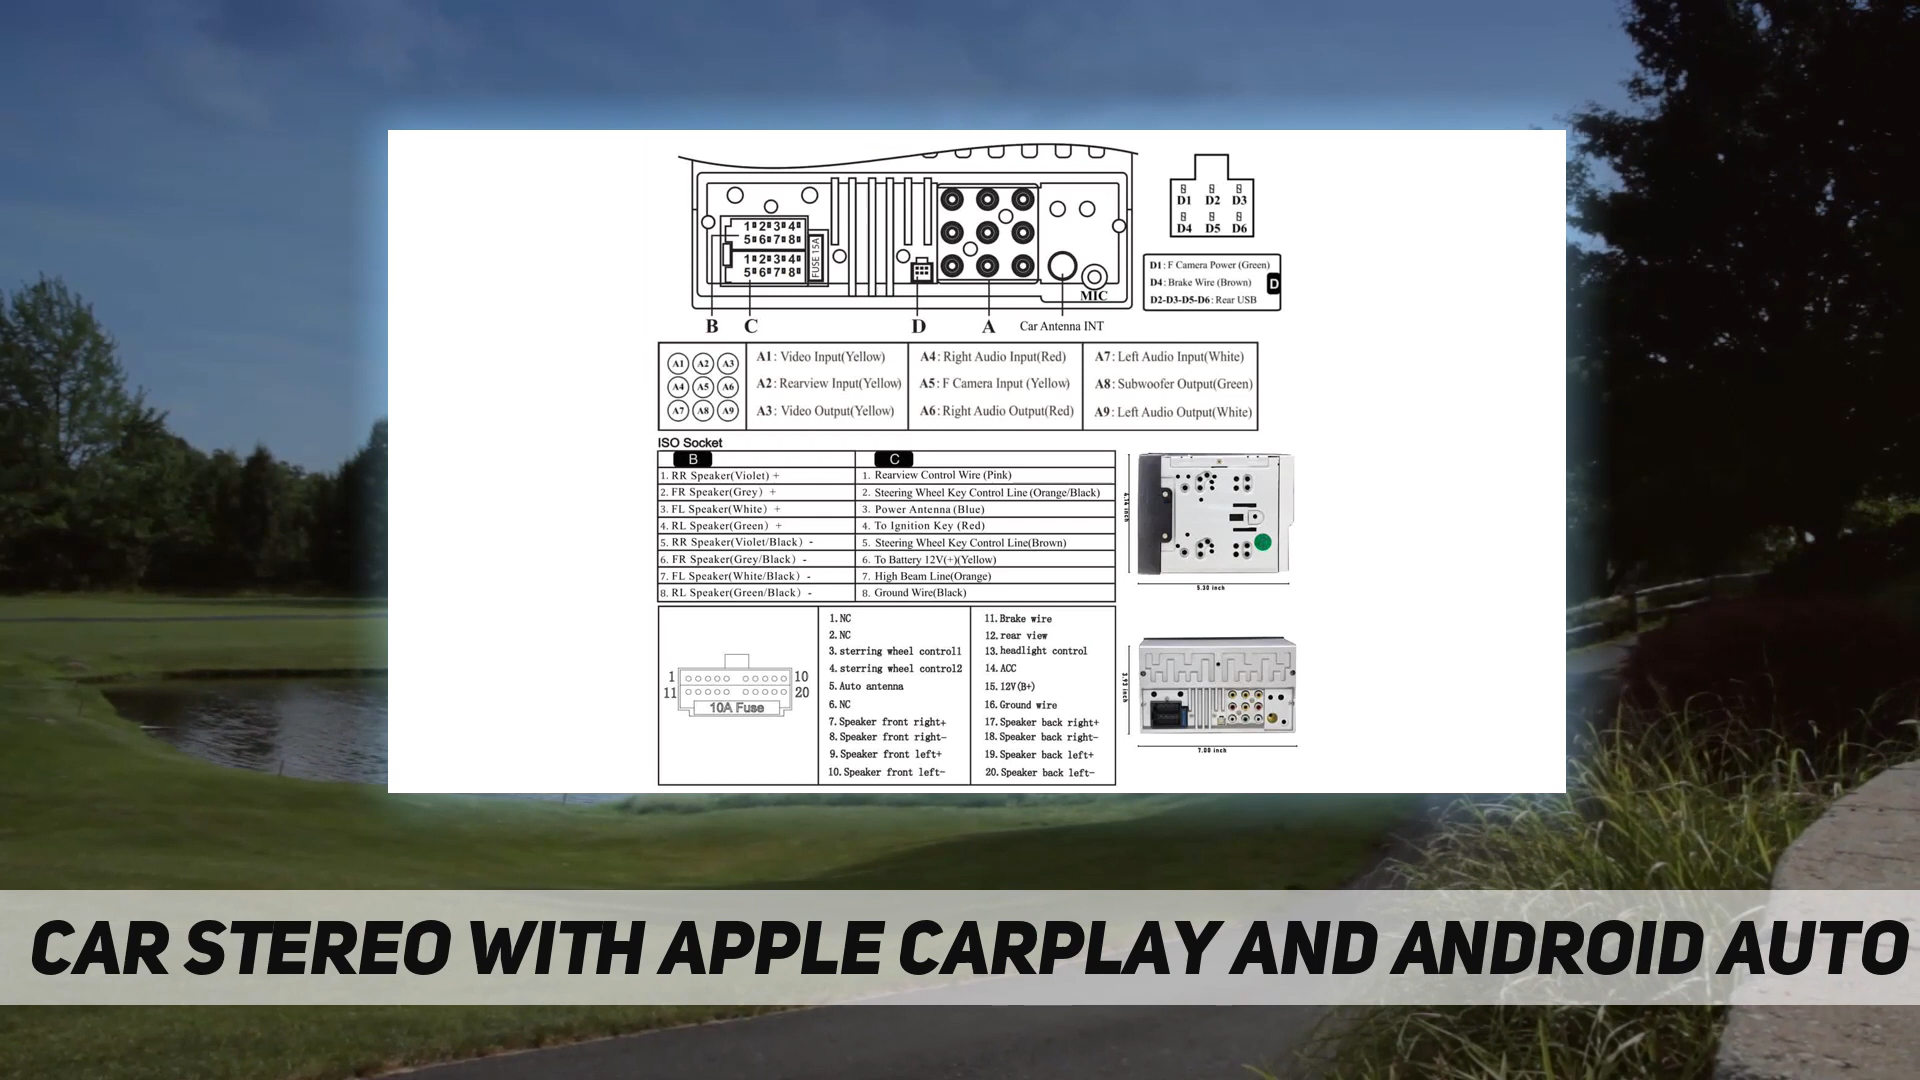 1 2 3 4
5 6 7 8
1 2 3 4
5 6 7 8
FUSE 15A
MIC
B C D A Car Antenna INT
D1 D2 D3
D4 D5 D6
D1: F Camera Power (Green)
D4: Brake Wire (Brown)
D2-D3-D5-D6: Rear USB
D
A1 A2 A3
A4 A5 A6
A7 A8 A9
A1: Video Input(Yellow)
A2: Rearview Input(Yellow)
A3: Video Output(Yellow)
A4: Right Audio Input(Red)
A5: F Camera Input (Yellow)
A6: Right Audio Output(Red)
A7: Left Audio Input(White)
A8: Subwoofer Output(Green)
A9: Left Audio Output(White)
ISO Socket
B
1. RR Speaker(Violet) +
2. FR Speaker(Grey) +
3. FL Speaker(White) +
4. RL Speaker(Green) +
5. RR Speaker(Violet/Black) -
6. FR Speaker(Grey/Black) -
7. FL Speaker(White/Black) -
8. RL Speaker(Green/Black) -
C
1. Rearview Control Wire (Pink)
2. Steering Wheel Key Control Line (Orange/Black)
3. Power Antenna (Blue)
4. To Ignition Key (Red)
5. Steering Wheel Key Control Line(Brown)
6. To Battery 12V(+)(Yellow)
7. High Beam Line(Orange)
8. Ground Wire(Black)
4.74 inch
5.30 inch
1 10
11 20
10A Fuse
1. NC
2. NC
3. sterring wheel control1
4. sterring wheel control2
5. Auto antenna
6. NC
7. Speaker front right+
8. Speaker front right-
9. Speaker front left+
10. Speaker front left-
11. Brake wire
12. rear view
13. headlight control
14. ACC
15. 12V(B+)
16. Ground wire
17. Speaker back right+
18. Speaker back right-
19. Speaker back left+
20. Speaker back left-
3.93 inch
7.00 inch
CAR STEREO WITH APPLE CARPLAY AND ANDROID AUTO